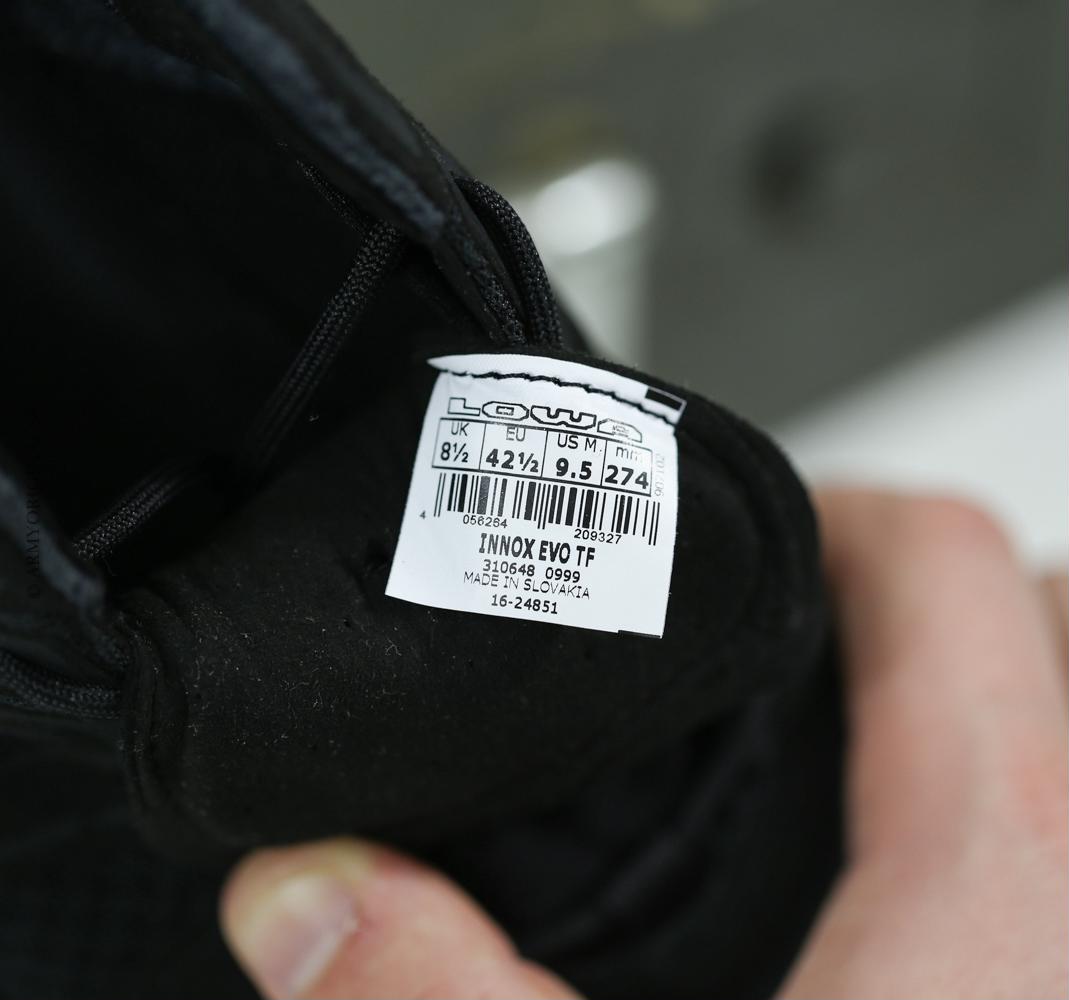 LOWA
UK EU US M. mm
8½ 42½ 9.5 274
4 056264 209327
INNOX EVO TF
310648 0999
MADE IN SLOVAKIA
16-24851